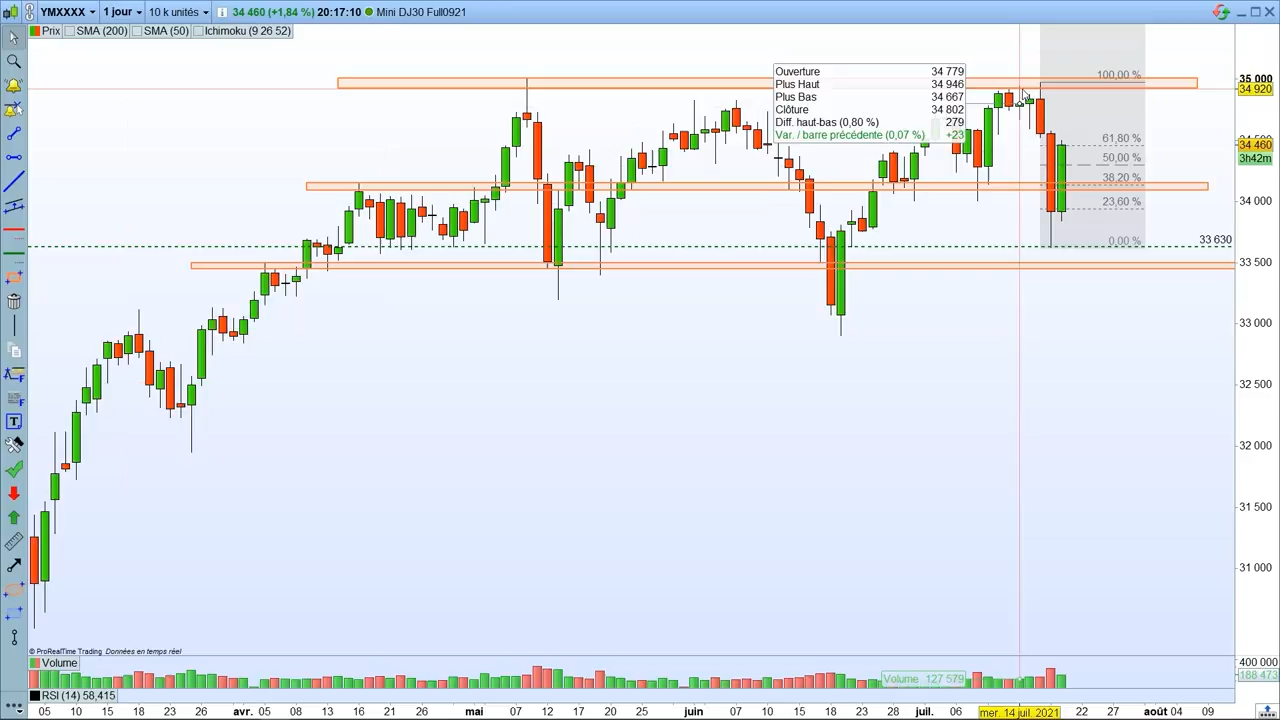 YMXXXX 1 jour 10 k unités 34 460 (+1,84 %) 20:17:10 Mini DJ30 Full0921
Prix SMA (200) SMA (50) Ichimoku (9 26 52)
Ouverture 34 779
Plus Haut 34 946
Plus Bas 34 667
Clôture 34 802
Diff. haut-bas (0,80 %) 279
Var. / barre précédente (0,07 %) +23
100,00 %
61,80 %
50,00 %
38,20 %
23,60 %
0,00 %
33 630
35 000
34 920
34 460
3h42m
34 000
33 500
33 000
32 500
32 000
31 500
31 000
© ProRealTime Trading Données en temps réel
Volume
400 000
Volume 127 579
188 473
RSI (14) 58,415
05 10 15 18 23 26 avr. 05 08 13 16 21 26 mai 07 12 17 20 25 juin 07 10 15 18 23 28 juil. 06 mer. 14 juil. 2021 22 27 août 04 09